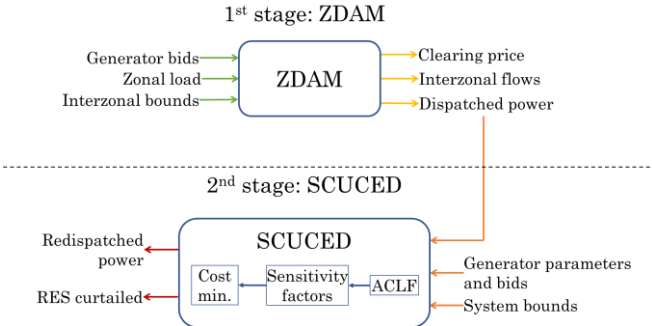 1st stage: ZDAM
Generator bids
Zonal load
Interzonal bounds
ZDAM
Clearing price
Interzonal flows
Dispatched power
2nd stage: SCUCED
Redispatched
power
RES curtailed
SCUCED
Cost
min.
Sensitivity
factors
ACLF
Generator parameters
and bids
System bounds